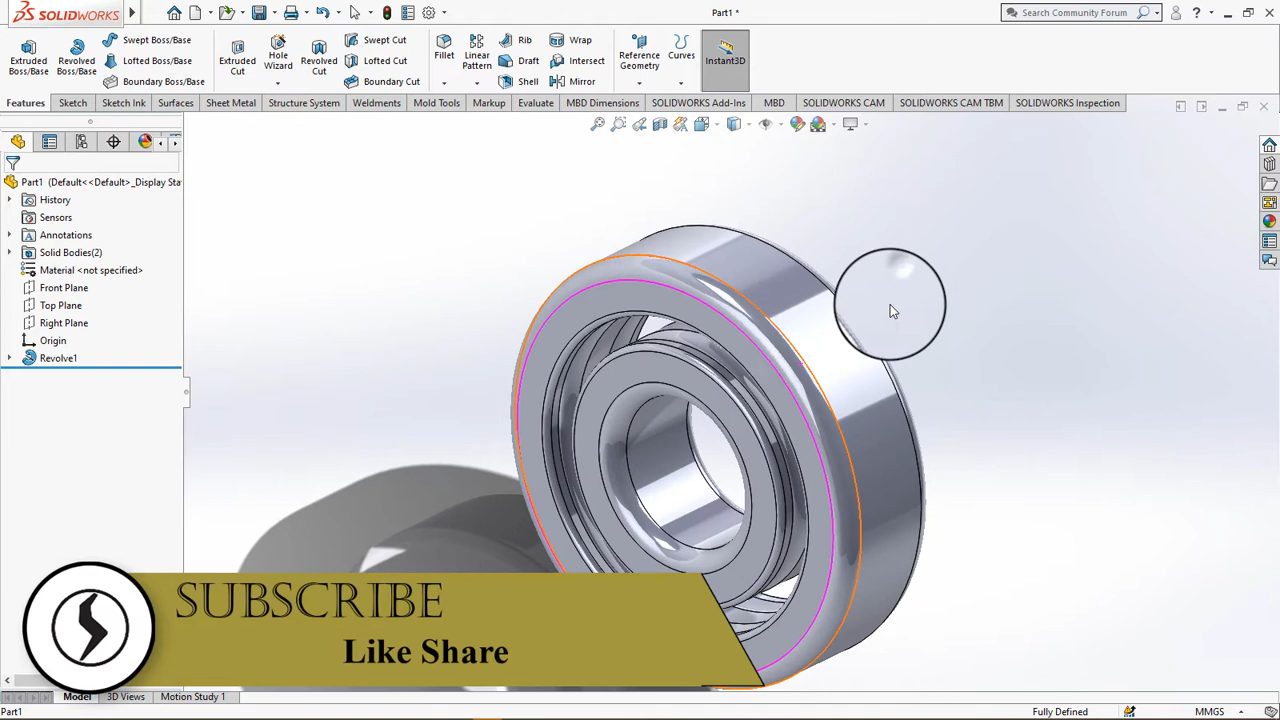 SOLIDWORKS
Part1 *
Search Community Forum
Extruded Boss/Base
Revolved Boss/Base
Swept Boss/Base
Lofted Boss/Base
Boundary Boss/Base
Extruded Cut
Hole Wizard
Revolved Cut
Swept Cut
Lofted Cut
Boundary Cut
Fillet
Linear Pattern
Rib
Draft
Shell
Wrap
Intersect
Mirror
Reference Geometry
Curves
Instant3D
Features
Sketch
Sketch Ink
Surfaces
Sheet Metal
Structure System
Weldments
Mold Tools
Markup
Evaluate
MBD Dimensions
SOLIDWORKS Add-Ins
MBD
SOLIDWORKS CAM
SOLIDWORKS CAM TBM
SOLIDWORKS Inspection
Part1 (Default<<Default>_Display Sta
History
Sensors
Annotations
Solid Bodies(2)
Material <not specified>
Front Plane
Top Plane
Right Plane
Origin
Revolve1
SUBSCRIBE
Like Share
Model
3D Views
Motion Study 1
Part1
Fully Defined
MMGS